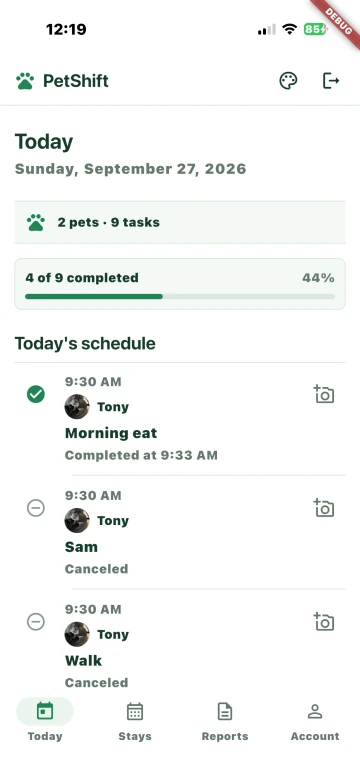 12:19
85
DEBUG
PetShift
Today
Sunday, September 27, 2026
2 pets · 9 tasks
4 of 9 completed 44%
Today's schedule
9:30 AM
Tony
Morning eat
Completed at 9:33 AM
9:30 AM
Tony
Sam
Canceled
9:30 AM
Tony
Walk
Canceled
Today Stays Reports Account